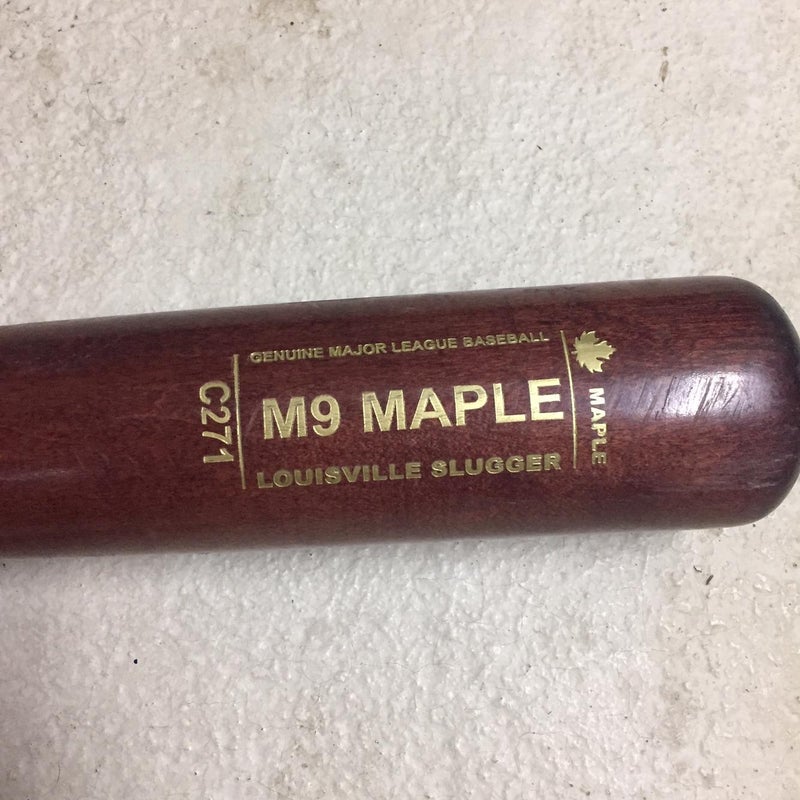 GENUINE MAJOR LEAGUE BASEBALL
C271
M9 MAPLE
LOUISVILLE SLUGGER
MAPLE